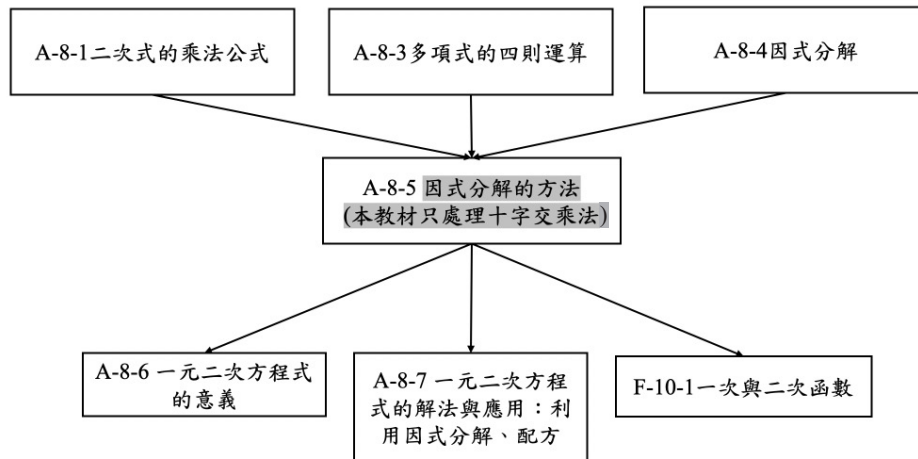 A-8-1二次式的乘法公式
A-8-3多項式的四則運算
A-8-4因式分解
A-8-5 因式分解的方法
(本教材只處理十字交乘法)
A-8-6 一元二次方程式
的意義
A-8-7 一元二次方程
式的解法與應用：利
用因式分解、配方
F-10-1一次與二次函數